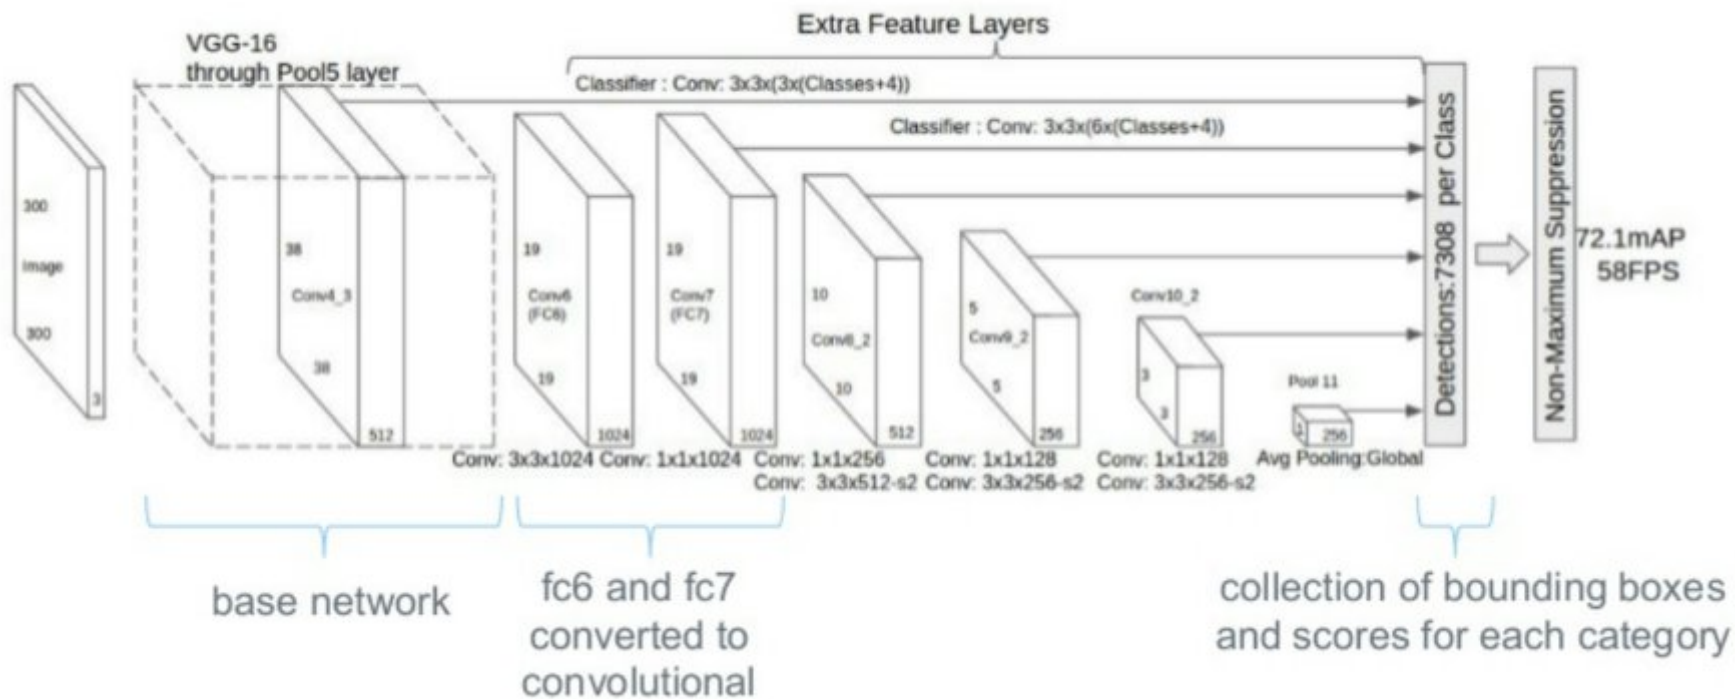 Extra Feature Layers
VGG-16
through Pool5 layer
Classifier : Conv: 3x3x(3x(Classes+4))
Classifier : Conv: 3x3x(6x(Classes+4))
300
Image
300
3
38
Conv4_3
38
512
19
Conv6
(FC6)
19
1024
19
Conv7
(FC7)
19
1024
10
Conv8_2
10
512
5
Conv9_2
5
256
Conv10_2
3
3
256
Pool 11
1
256
Detections:7308 per Class
Non-Maximum Suppression
72.1mAP
58FPS
Conv: 3x3x1024 Conv: 1x1x1024 Conv: 1x1x256 Conv: 1x1x128 Conv: 1x1x128 Avg Pooling:Global
Conv: 3x3x512-s2 Conv: 3x3x256-s2 Conv: 3x3x256-s2
base network
fc6 and fc7
converted to
convolutional
collection of bounding boxes
and scores for each category